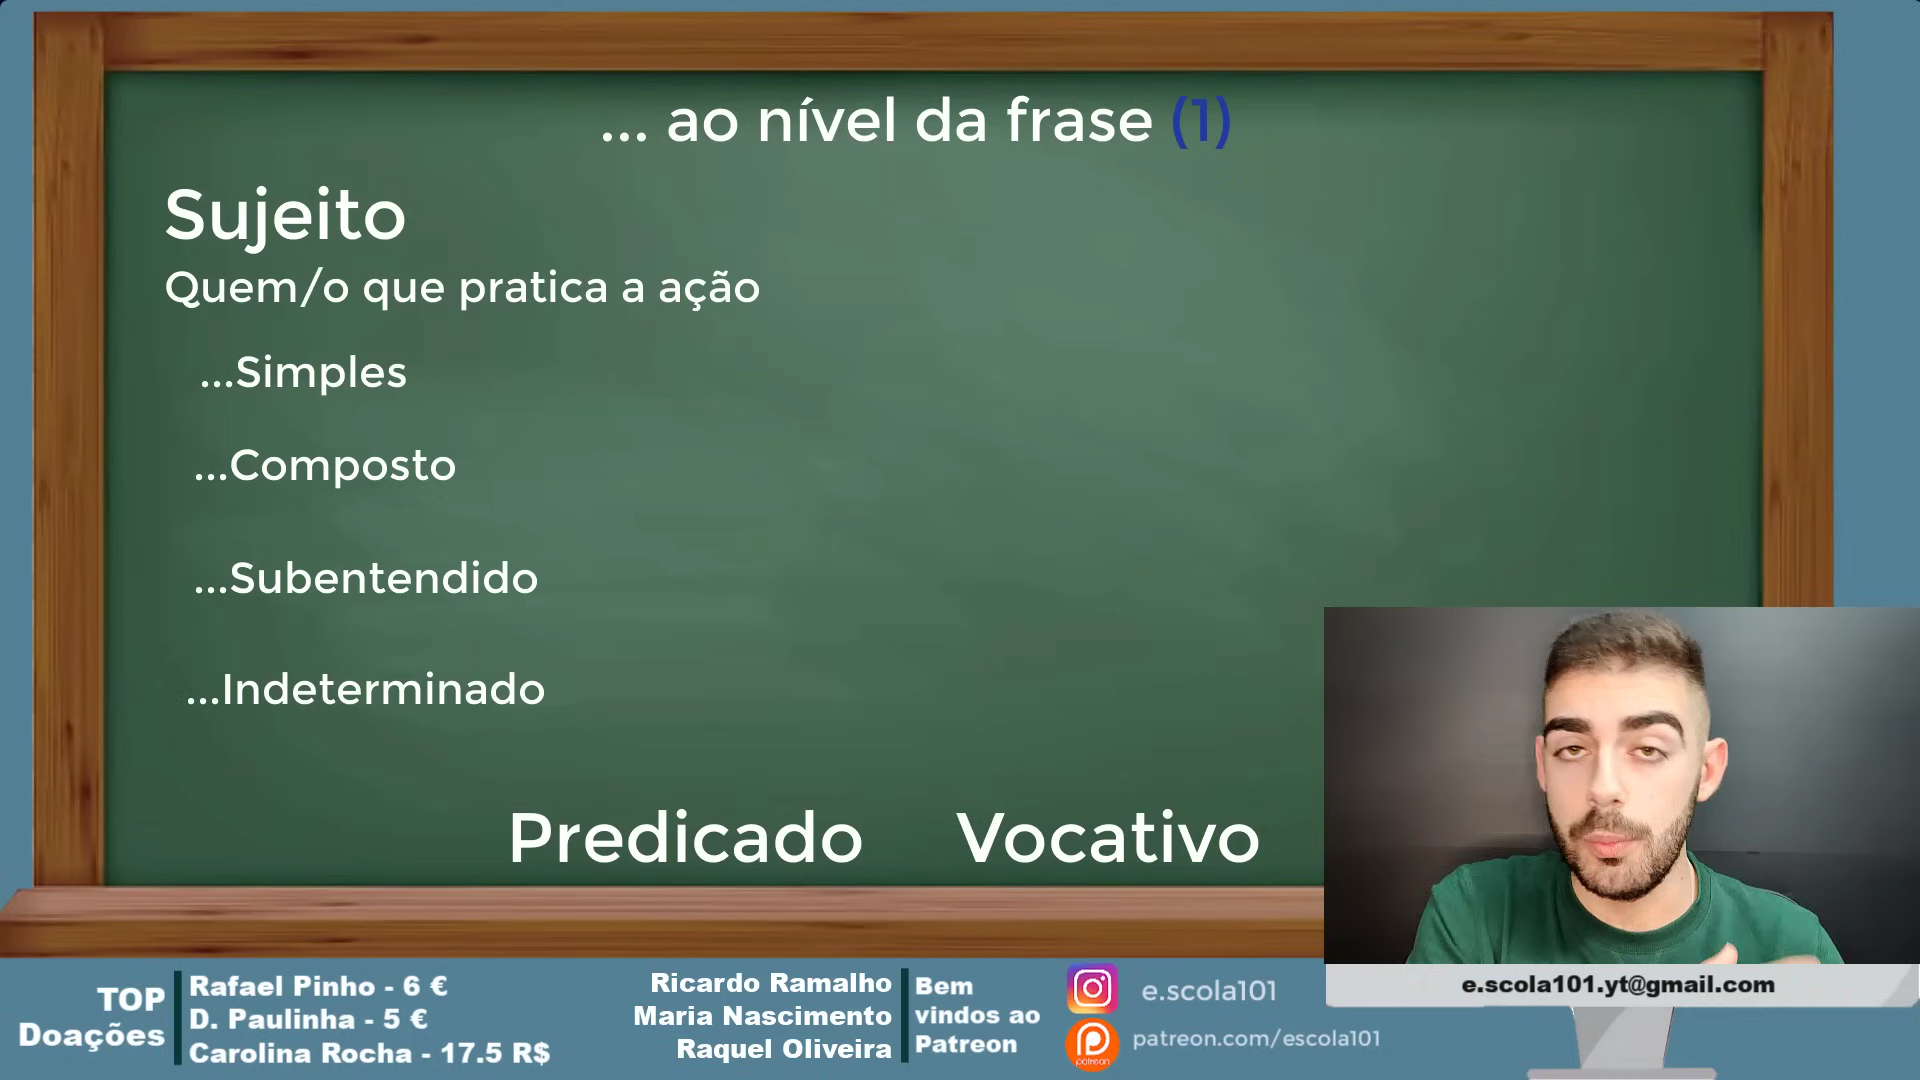 ... ao nível da frase (1)
Sujeito
Quem/o que pratica a ação
...Simples
...Composto
...Subentendido
...Indeterminado
Predicado
Vocativo
TOP
Doações
Rafael Pinho - 6 €
D. Paulinha - 5 €
Carolina Rocha - 17.5 R$
Ricardo Ramalho
Maria Nascimento
Raquel Oliveira
Bem
vindos ao
Patreon
e.scola101
patreon
patreon.com/escola101
e.scola101.yt@gmail.com